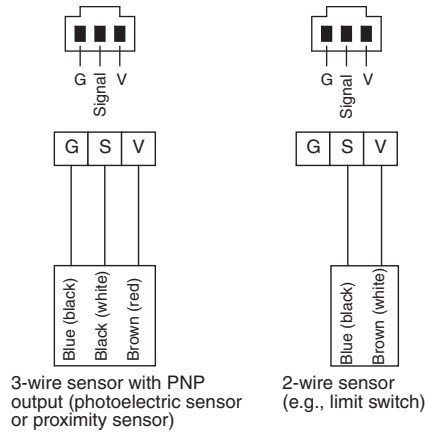 G Signal V
G Signal V
G S V
G S V
Blue (black)
Black (white)
Brown (red)
Blue (black)
Brown (white)
3-wire sensor with PNP
output (photoelectric sensor
or proximity sensor)
2-wire sensor
(e.g., limit switch)